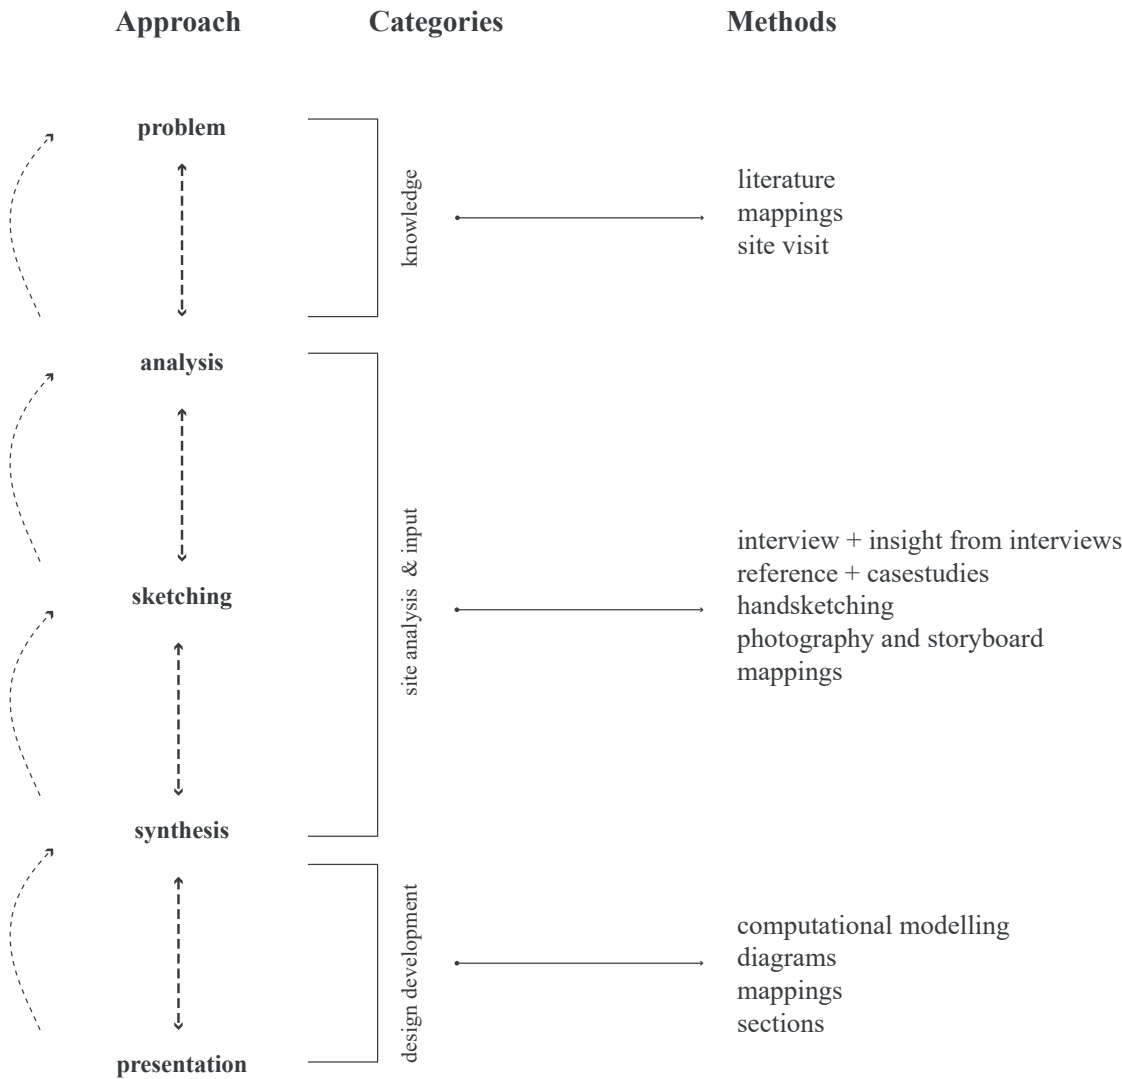 Approach
Categories
Methods
problem
knowledge
literature
mappings
site visit
analysis
sketching
site analysis & input
interview + insight from interviews
reference + casestudies
handsketching
photography and storyboard
mappings
synthesis
design development
computational modelling
diagrams
mappings
sections
presentation